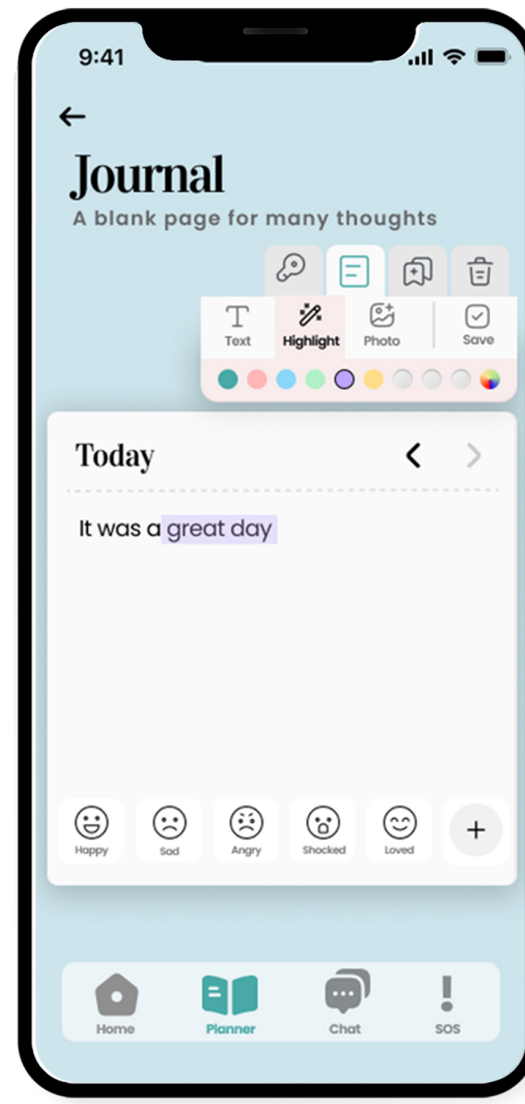 9:41
Journal
A blank page for many thoughts
Text Highlight Photo Save
Today
It was a great day
Happy Sad Angry Shocked Loved
Home Planner Chat SOS